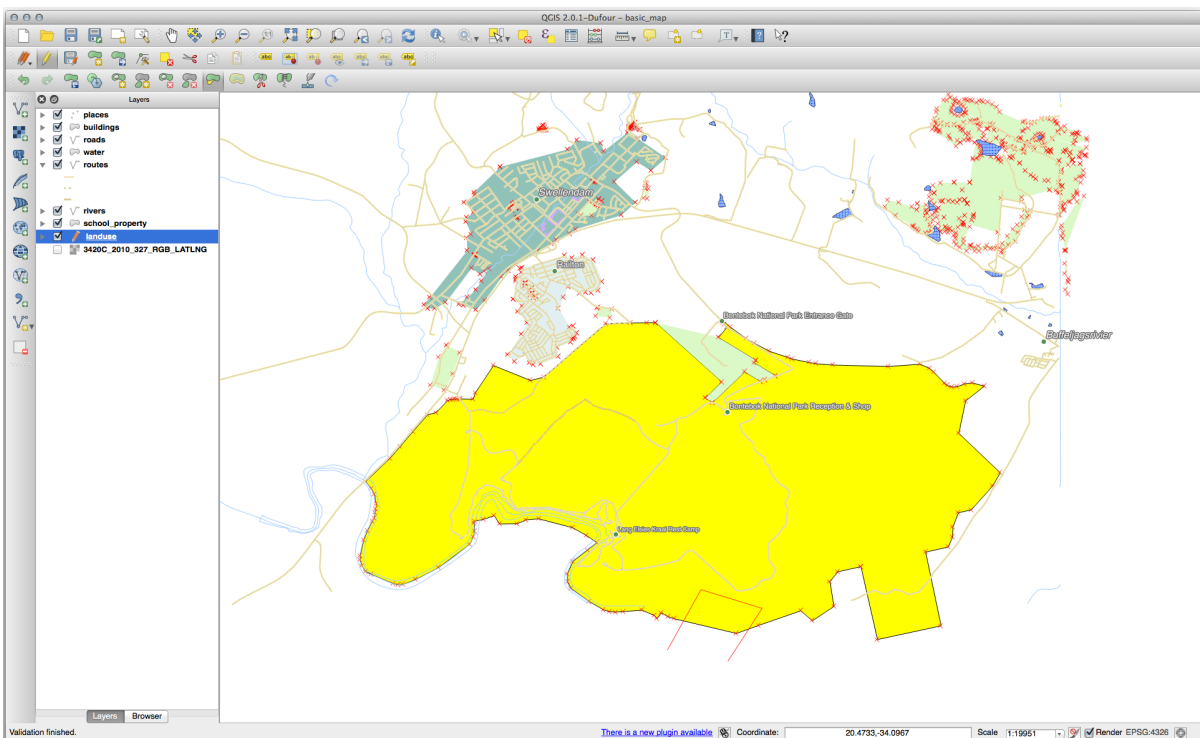 QGIS 2.0.1-Dufour - basic_map
Layers
places
buildings
roads
water
routes
rivers
school_property
landuse
3420C_2010_327_RGB_LATLNG
Swellendam
Railton
Bontebok National Park Entrance Gate
Buffeljagsrivier
Bontebok National Park Reception & Shop
Lang Elsies Kraal Rest Camp
Layers Browser
Validation finished.
There is a new plugin available
Coordinate:
20.4733,-34.0967
Scale
1:19951
Render
EPSG:4326